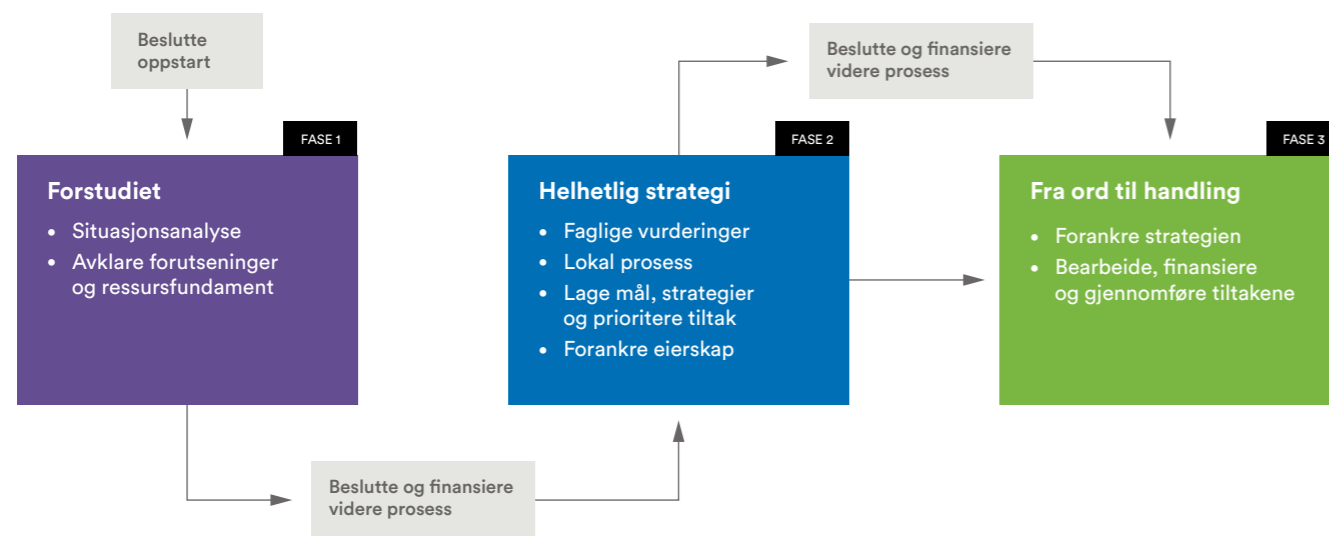 Beslutte
oppstart
FASE 1
Forstudiet
• Situasjonsanalyse
• Avklare forutseninger
og ressursfundament
Beslutte og finansiere
videre prosess
FASE 2
Helhetlig strategi
• Faglige vurderinger
• Lokal prosess
• Lage mål, strategier
og prioritere tiltak
• Forankre eierskap
Beslutte og finansiere
videre prosess
FASE 3
Fra ord til handling
• Forankre strategien
• Bearbeide, finansiere
og gjennomføre tiltakene